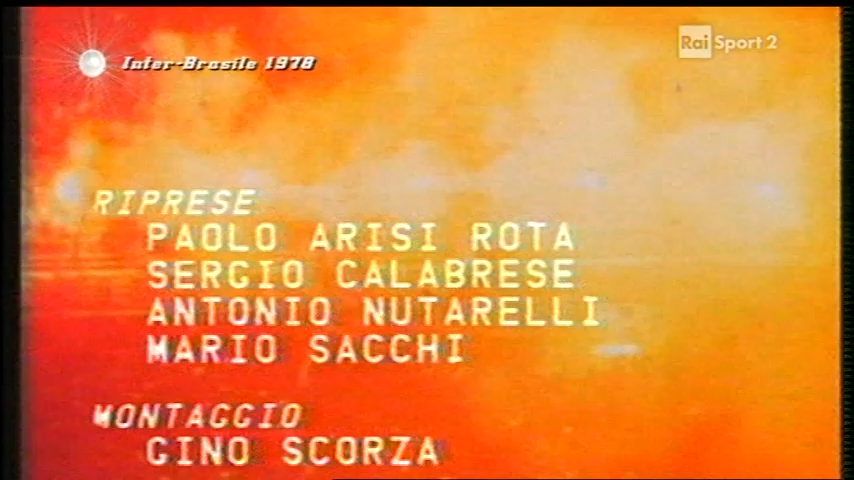 Inter-Brasile 1978
Rai Sport 2
RIPRESE
PAOLO ARISI ROTA
SERGIO CALABRESE
ANTONIO NUTARELLI
MARIO SACCHI
MONTAGGIO
GINO SCORZA